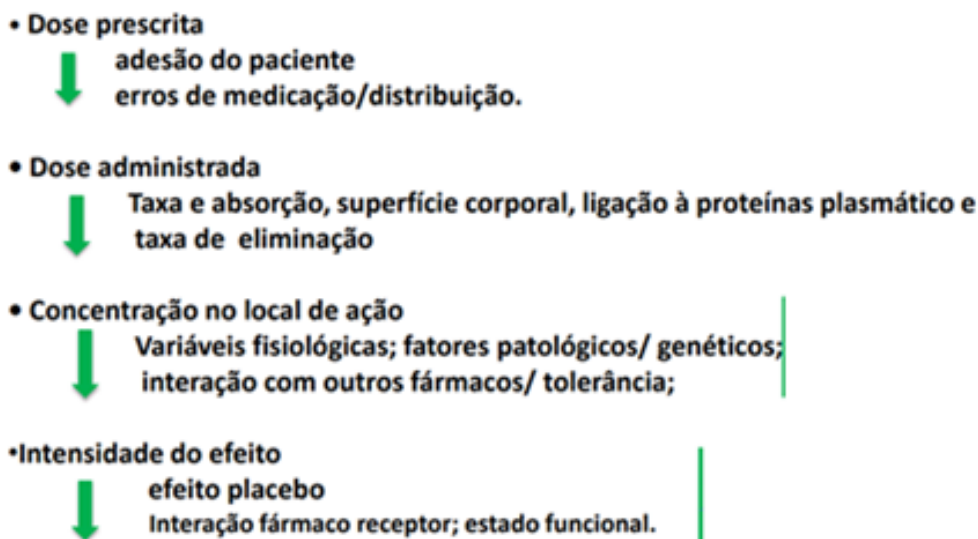 • Dose prescrita
adesão do paciente
erros de medicação/distribuição.
• Dose administrada
Taxa e absorção, superfície corporal, ligação à proteínas plasmático e
taxa de eliminação
• Concentração no local de ação
Variáveis fisiológicas; fatores patológicos/ genéticos;
interação com outros fármacos/ tolerância;
•Intensidade do efeito
efeito placebo
Interação fármaco receptor; estado funcional.